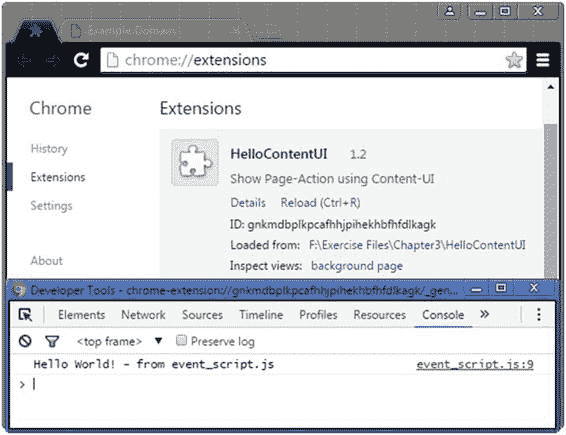 Example Domain
chrome://extensions
Chrome
Extensions
History
Extensions
Settings
About
HelloContentUI 1.2
Show Page-Action using Content-UI
Details Reload (Ctrl+R)
ID: gnkmdbplkpcafhhjpihekhbfhfdlkagk
Loaded from: F:\Exercise Files\Chapter3\HelloContentUI
Inspect views: background page
Developer Tools - chrome-extension://gnkmdbplkpcafhhjpihekhbfhfdlkagk/_gen...
Elements Network Sources Timeline Profiles Resources Console »
<top frame> Preserve log
Hello World! - from event_script.js event_script.js:9
>